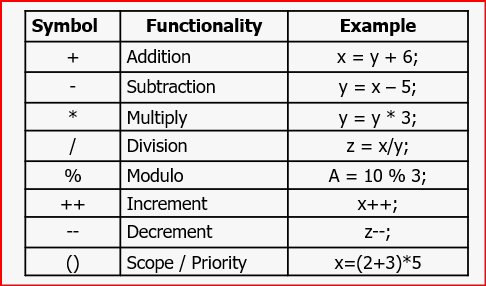 Symbol Functionality Example
+ Addition x = y + 6;
- Subtraction y = x – 5;
* Multiply y = y * 3;
/ Division z = x/y;
% Modulo A = 10 % 3;
++ Increment x++;
-- Decrement z--;
() Scope / Priority x=(2+3)*5